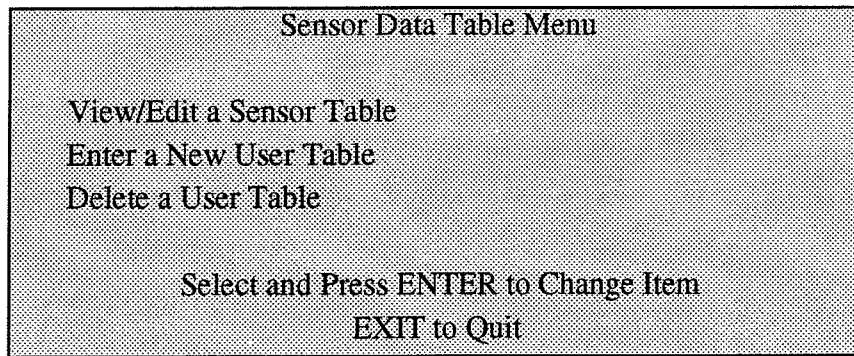 Sensor Data Table Menu
View/Edit a Sensor Table
Enter a New User Table
Delete a User Table
Select and Press ENTER to Change Item
EXIT to Quit